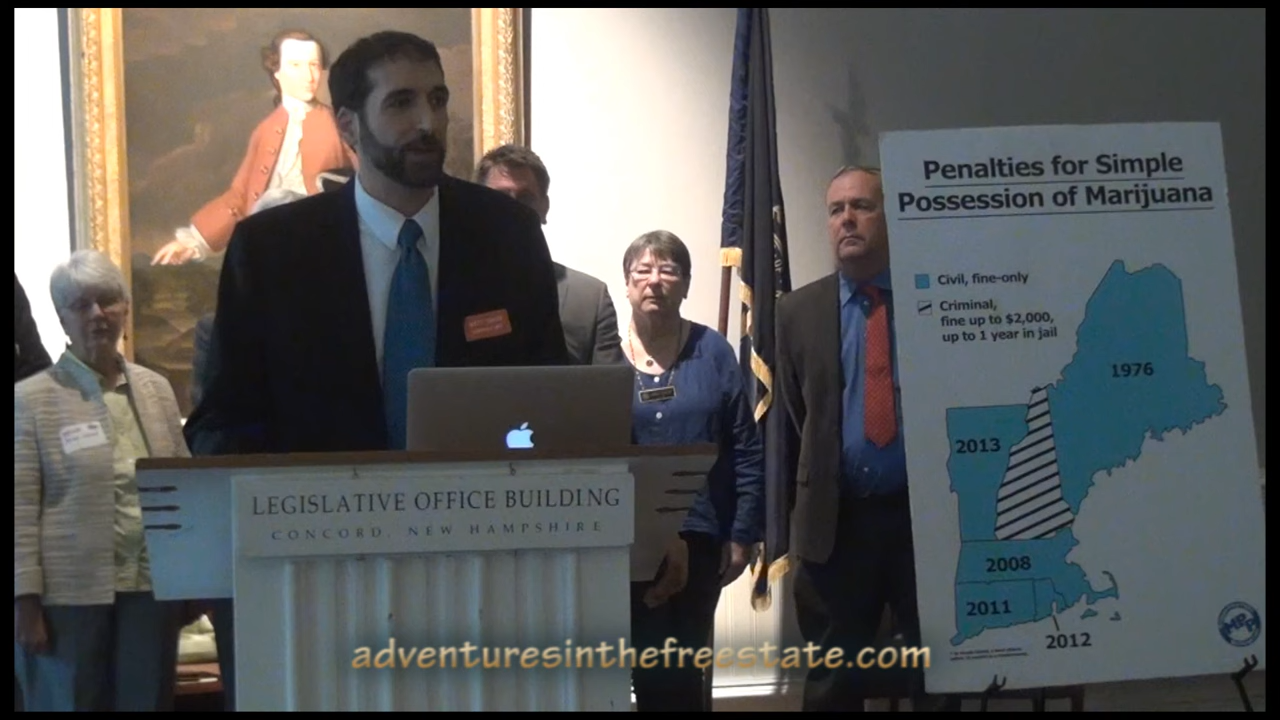 Penalties for Simple
Possession of Marijuana
Civil, fine-only
Criminal,
fine up to $2,000,
up to 1 year in jail
1976
2013
2008
2011
2012
MPP
LEGISLATIVE OFFICE BUILDING
CONCORD, NEW HAMPSHIRE
adventuresinthefreestate.com